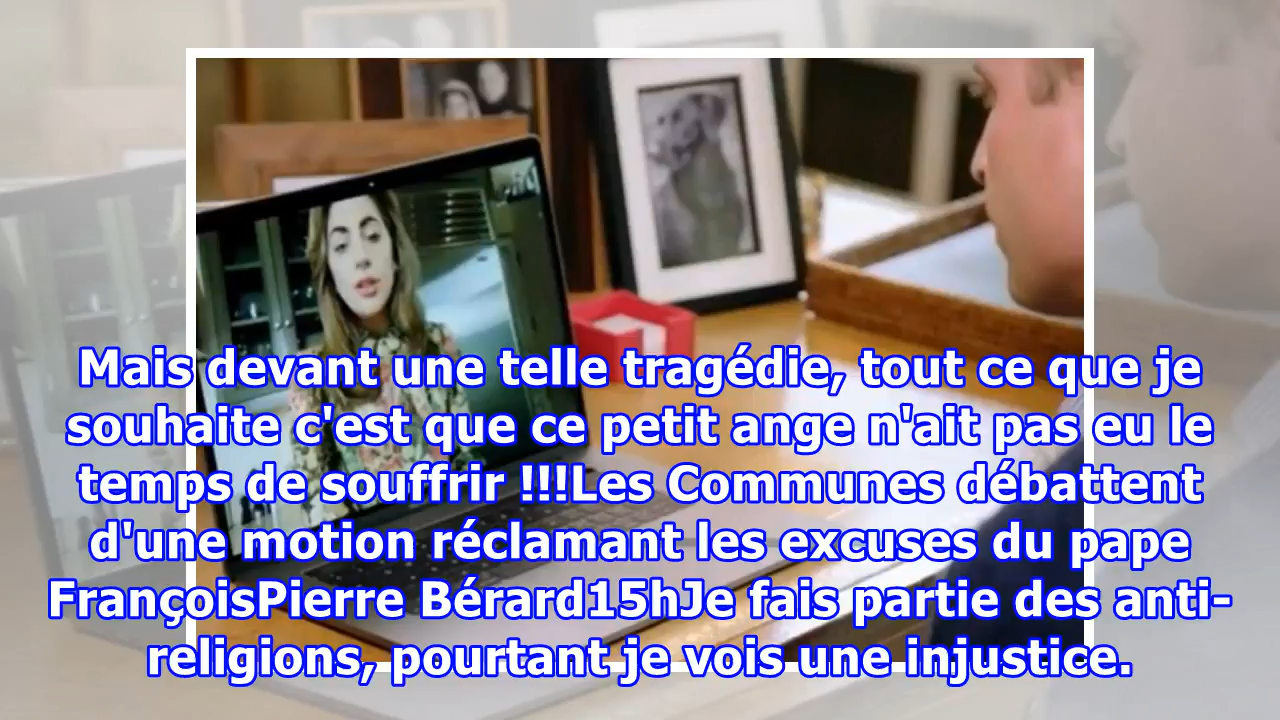 Mais devant une telle tragédie, tout ce que je
souhaite c'est que ce petit ange n'ait pas eu le
temps de souffrir !!!Les Communes débattent
d'une motion réclamant les excuses du pape
FrançoisPierre Bérard15hJe fais partie des anti-
religions, pourtant je vois une injustice.